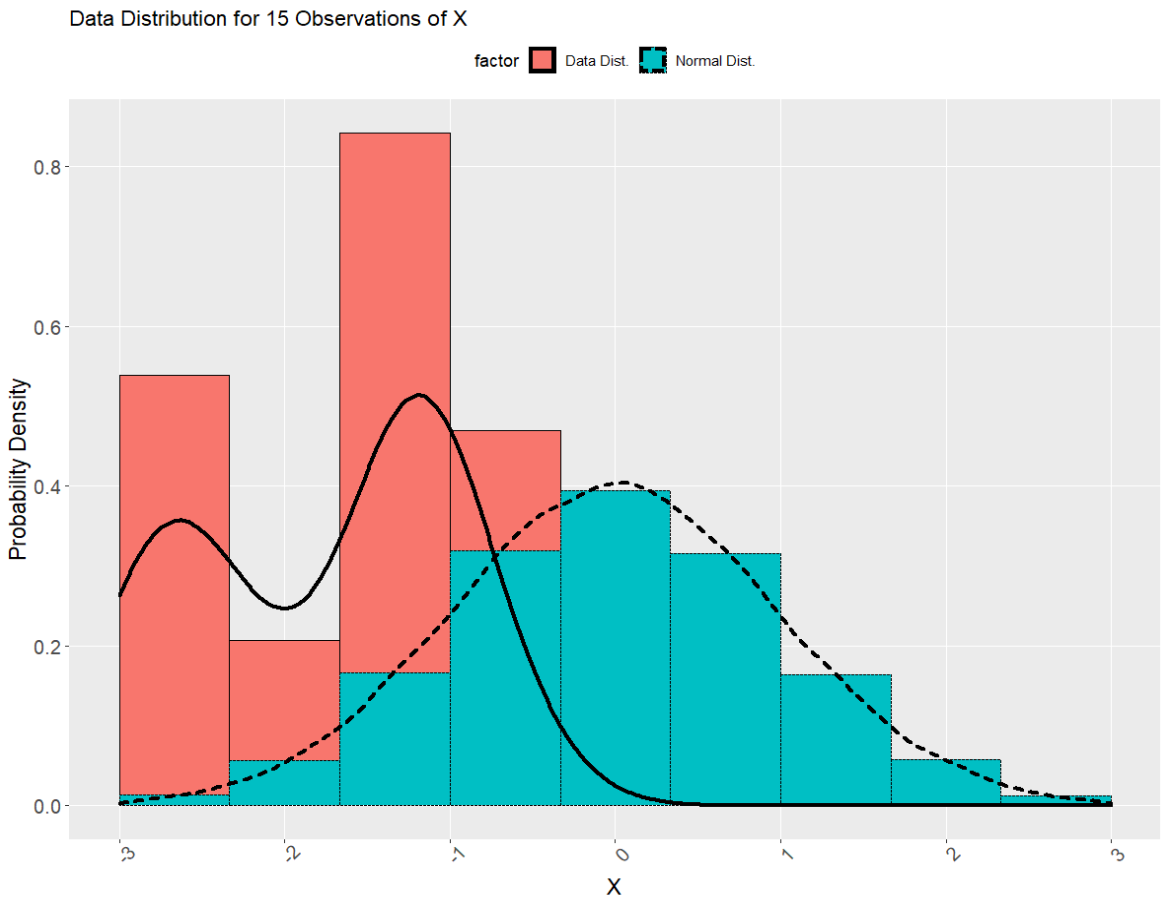 Data Distribution for 15 Observations of X
factor Data Dist. Normal Dist.
Probability Density
0.8
0.6
0.4
0.2
0.0
-3 -2 -1 0 1 2 3
X